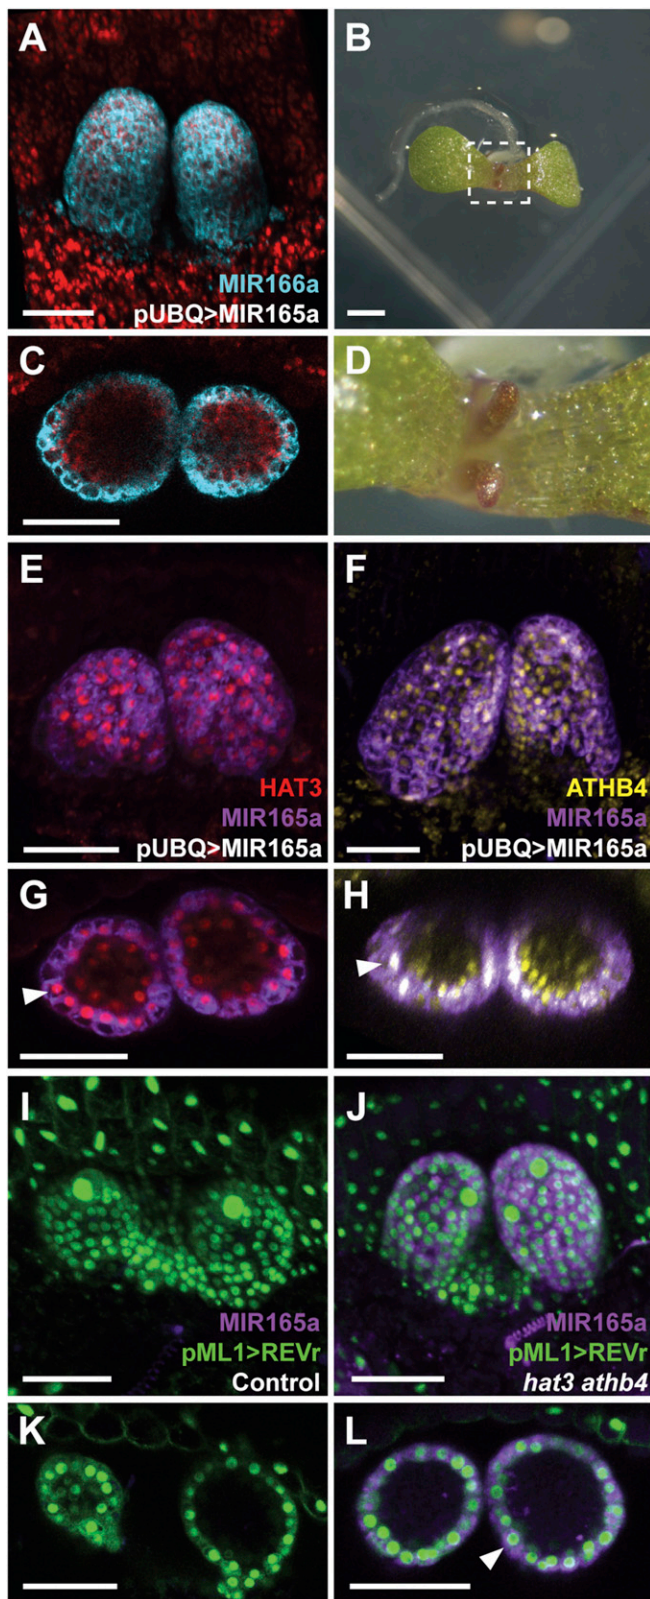 A
MIR166a
pUBQ>MIR165a
B
C
D
E
HAT3
MIR165a
pUBQ>MIR165a
F
ATHB4
MIR165a
pUBQ>MIR165a
G
H
I
MIR165a
pML1>REVr
Control
J
MIR165a
pML1>REVr
hat3 athb4
K
L